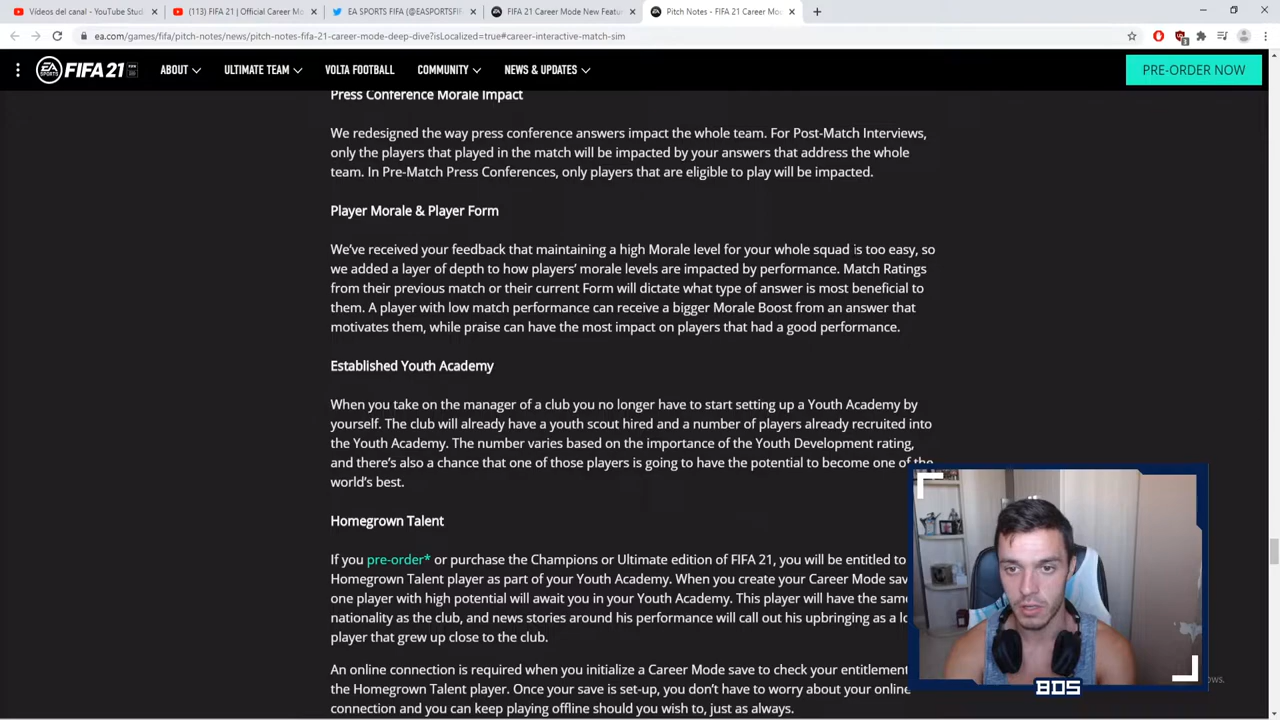 Vídeos del canal - YouTube Stud
(113) FIFA 21 | Official Career Mo
EA SPORTS FIFA (@EASPORTSFIF
FIFA 21 Career Mode New Featur
Pitch Notes - FIFA 21 Career Mo
ea.com/games/fifa/pitch-notes/news/pitch-notes-fifa-21-career-mode-deep-dive?isLocalized=true#career-interactive-match-sim
EA SPORTS FIFA 21 ABOUT ULTIMATE TEAM VOLTA FOOTBALL COMMUNITY NEWS & UPDATES PRE-ORDER NOW
Press Conference Morale Impact
We redesigned the way press conference answers impact the whole team. For Post-Match Interviews,
only the players that played in the match will be impacted by your answers that address the whole
team. In Pre-Match Press Conferences, only players that are eligible to play will be impacted.
Player Morale & Player Form
We've received your feedback that maintaining a high Morale level for your whole squad is too easy, so
we added a layer of depth to how players' morale levels are impacted by performance. Match Ratings
from their previous match or their current Form will dictate what type of answer is most beneficial to
them. A player with low match performance can receive a bigger Morale Boost from an answer that
motivates them, while praise can have the most impact on players that had a good performance.
Established Youth Academy
When you take on the manager of a club you no longer have to start setting up a Youth Academy by
yourself. The club will already have a youth scout hired and a number of players already recruited into
the Youth Academy. The number varies based on the importance of the Youth Development rating,
and there's also a chance that one of those players is going to have the potential to become one of the
world's best.
Homegrown Talent
If you pre-order* or purchase the Champions or Ultimate edition of FIFA 21, you will be entitled to
Homegrown Talent player as part of your Youth Academy. When you create your Career Mode sav
one player with high potential will await you in your Youth Academy. This player will have the same
nationality as the club, and news stories around his performance will call out his upbringing as a lo
player that grew up close to the club.
An online connection is required when you initialize a Career Mode save to check your entitlement
the Homegrown Talent player. Once your save is set-up, you don't have to worry about your online
connection and you can keep playing offline should you wish to, just as always.
BDS
ws.